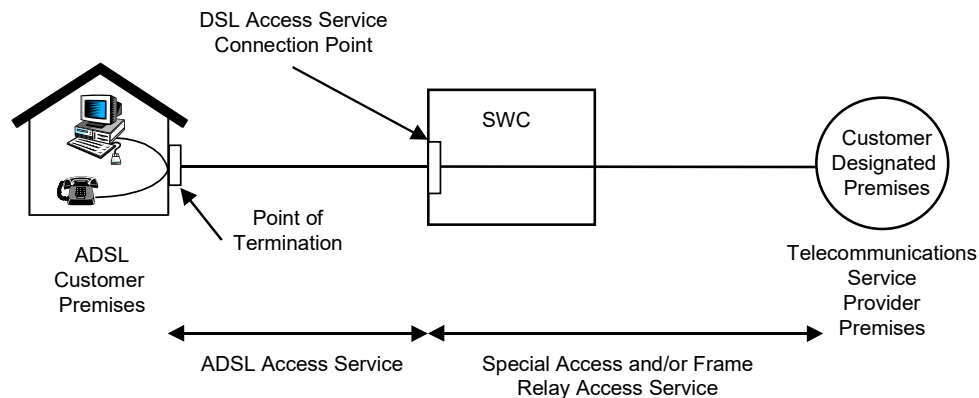 DSL Access Service
Connection Point
SWC
Customer
Designated
Premises
Point of
Termination
ADSL
Customer
Premises
Telecommunications
Service
Provider
Premises
ADSL Access Service
Special Access and/or Frame
Relay Access Service